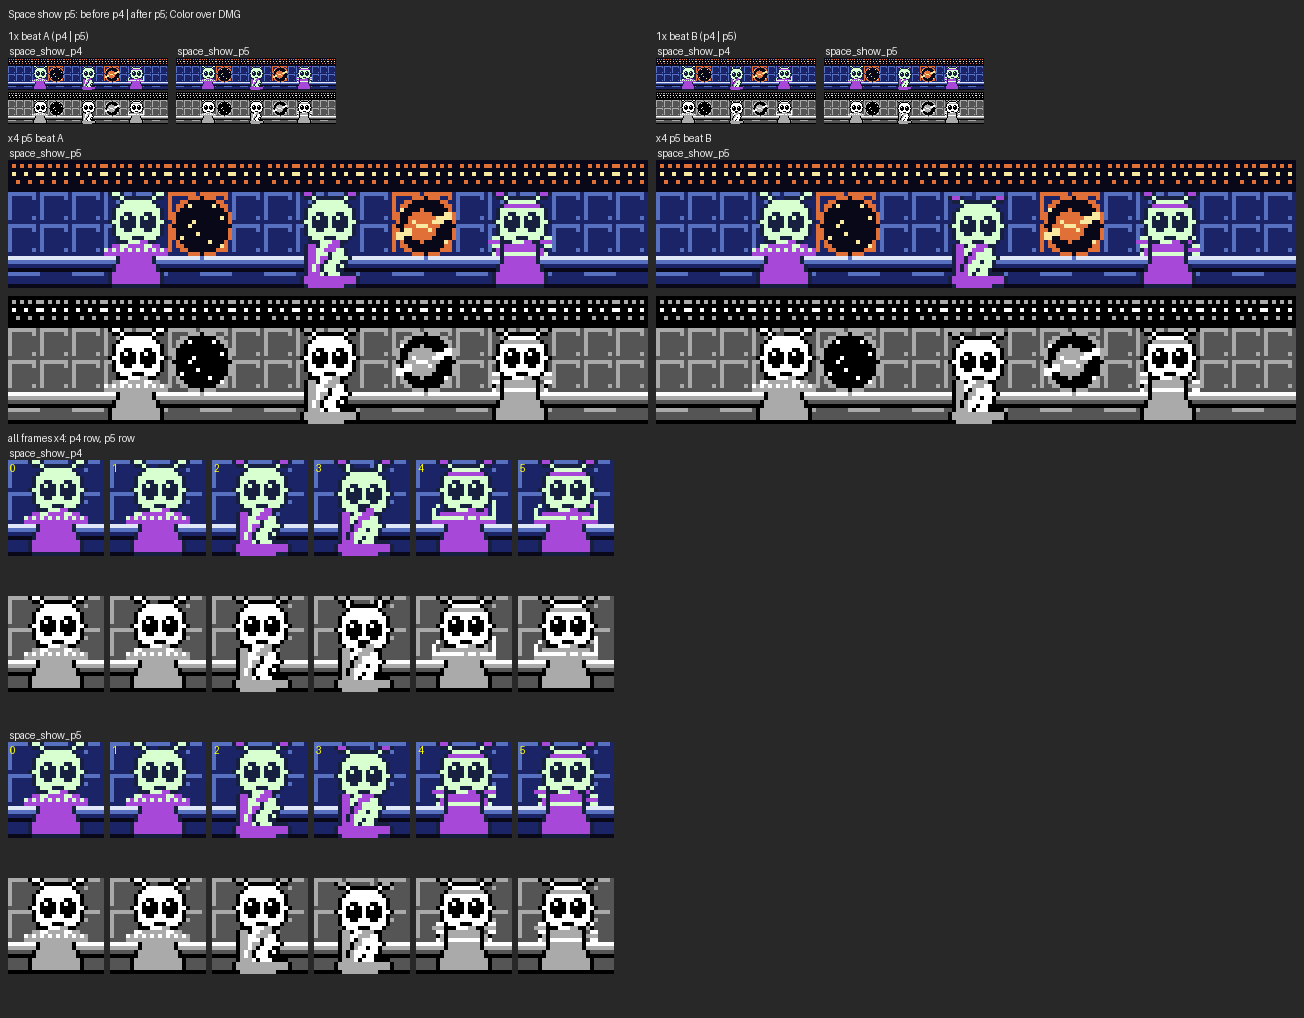 Space show p5: before p4 | after p5; Color over DMG
1x beat A (p4 | p5)
1x beat B (p4 | p5)
space_show_p4
space_show_p5
space_show_p4
space_show_p5
x4 p5 beat A
x4 p5 beat B
space_show_p5
space_show_p5
all frames x4: p4 row, p5 row
space_show_p4
0
1
2
3
4
5
space_show_p5
0
1
2
3
4
5